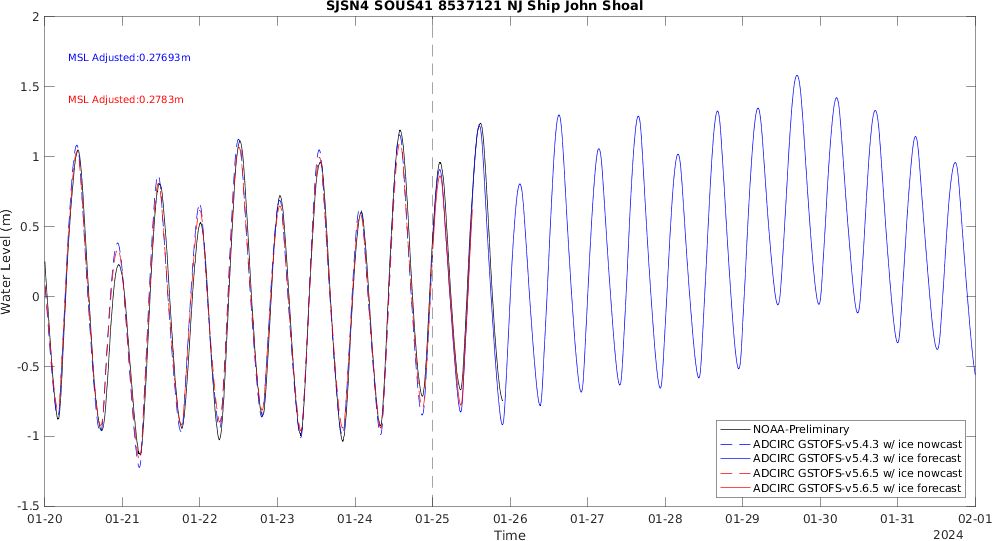 SJSN4 SOUS41 8537121 NJ Ship John Shoal
2
1.5
1
0.5
0
-0.5
-1
-1.5
Water Level (m)
MSL Adjusted:0.27693m
MSL Adjusted:0.2783m
NOAA-Preliminary
ADCIRC GSTOFS-v5.4.3 w/ ice nowcast
ADCIRC GSTOFS-v5.4.3 w/ ice forecast
ADCIRC GSTOFS-v5.6.5 w/ ice nowcast
ADCIRC GSTOFS-v5.6.5 w/ ice forecast
01-20 01-21 01-22 01-23 01-24 01-25 01-26 01-27 01-28 01-29 01-30 01-31 02-01
Time
2024